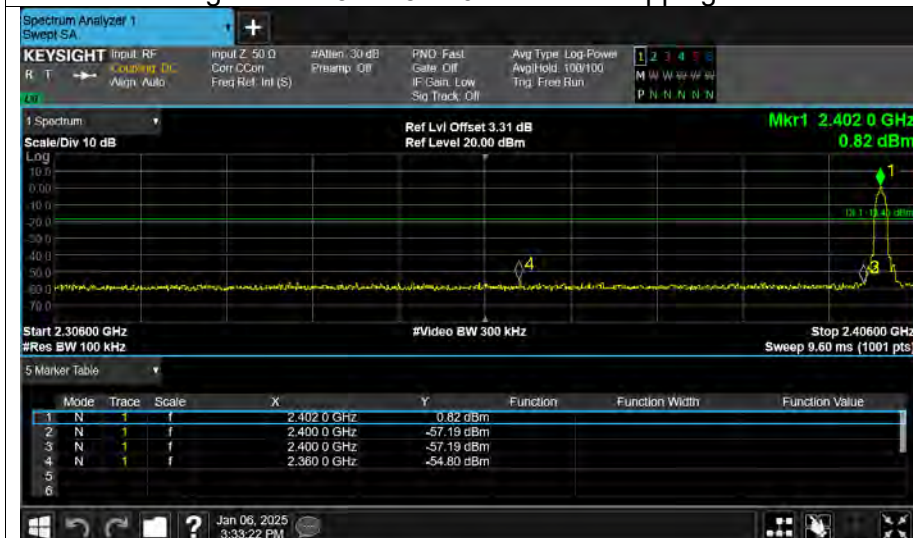 Spectrum Analyzer 1
Swept SA
+
KEYSIGHT Input: RF Input Z: 50 Ω #Atten: 30 dB PNO: Fast Avg Type: Log-Power 1 2 3 4 5 6
R T Coupling: DC Corr CCorr Preamp: Off Gate: Off Avg|Hold: 100/100 M W W W W W
Align: Auto Freq Ref: Int (S) IF Gain: Low Trig: Free Run
Sig Track: Off P N N N N N
1 Spectrum
Scale/Div 10 dB
Ref Lvl Offset 3.31 dB
Ref Level 20.00 dBm
Mkr1 2.402 0 GHz
0.82 dBm
Log
10.0
0.00
-10.0
-20.0
-30.0
-40.0
-50.0
-60.0
-70.0
1
4
3
Start 2.30600 GHz #Video BW 300 kHz Stop 2.40600 GHz
#Res BW 100 kHz Sweep 9.60 ms (1001 pts)
5 Marker Table
Mode Trace Scale X Y Function Function Width Function Value
1 N 1 f 2.402 0 GHz 0.82 dBm
2 N 1 f 2.400 0 GHz -57.19 dBm
3 N 1 f 2.400 0 GHz -57.19 dBm
4 N 1 f 2.360 0 GHz -54.80 dBm
5
6
?
Jan 06, 2025
3:33:22 PM